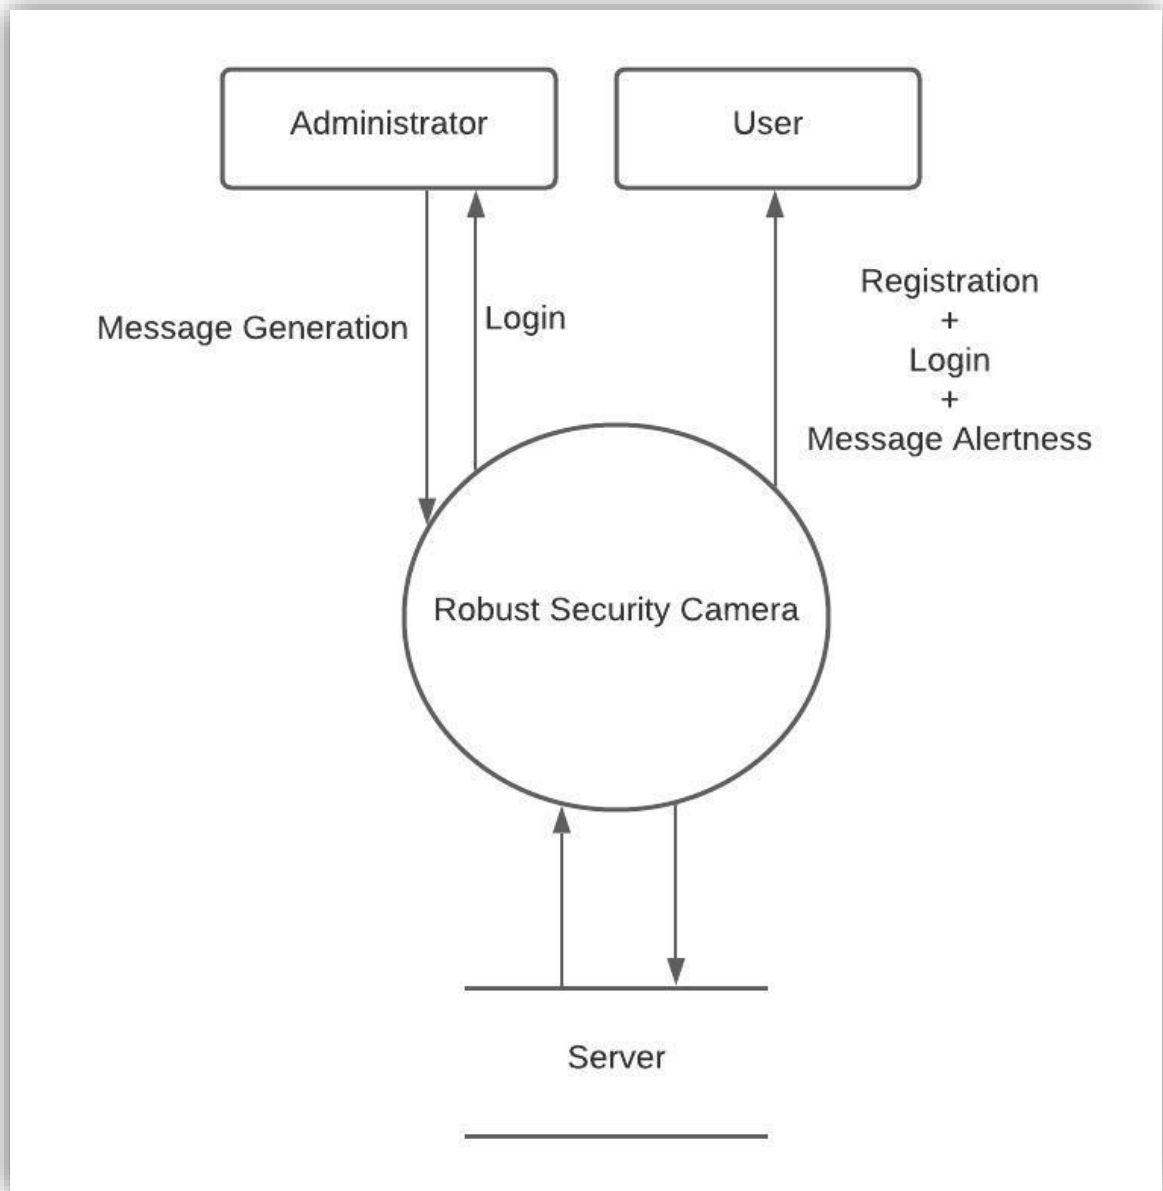 Administrator
User
Message Generation
Login
Registration
+
Login
+
Message Alertness
Robust Security Camera
Server